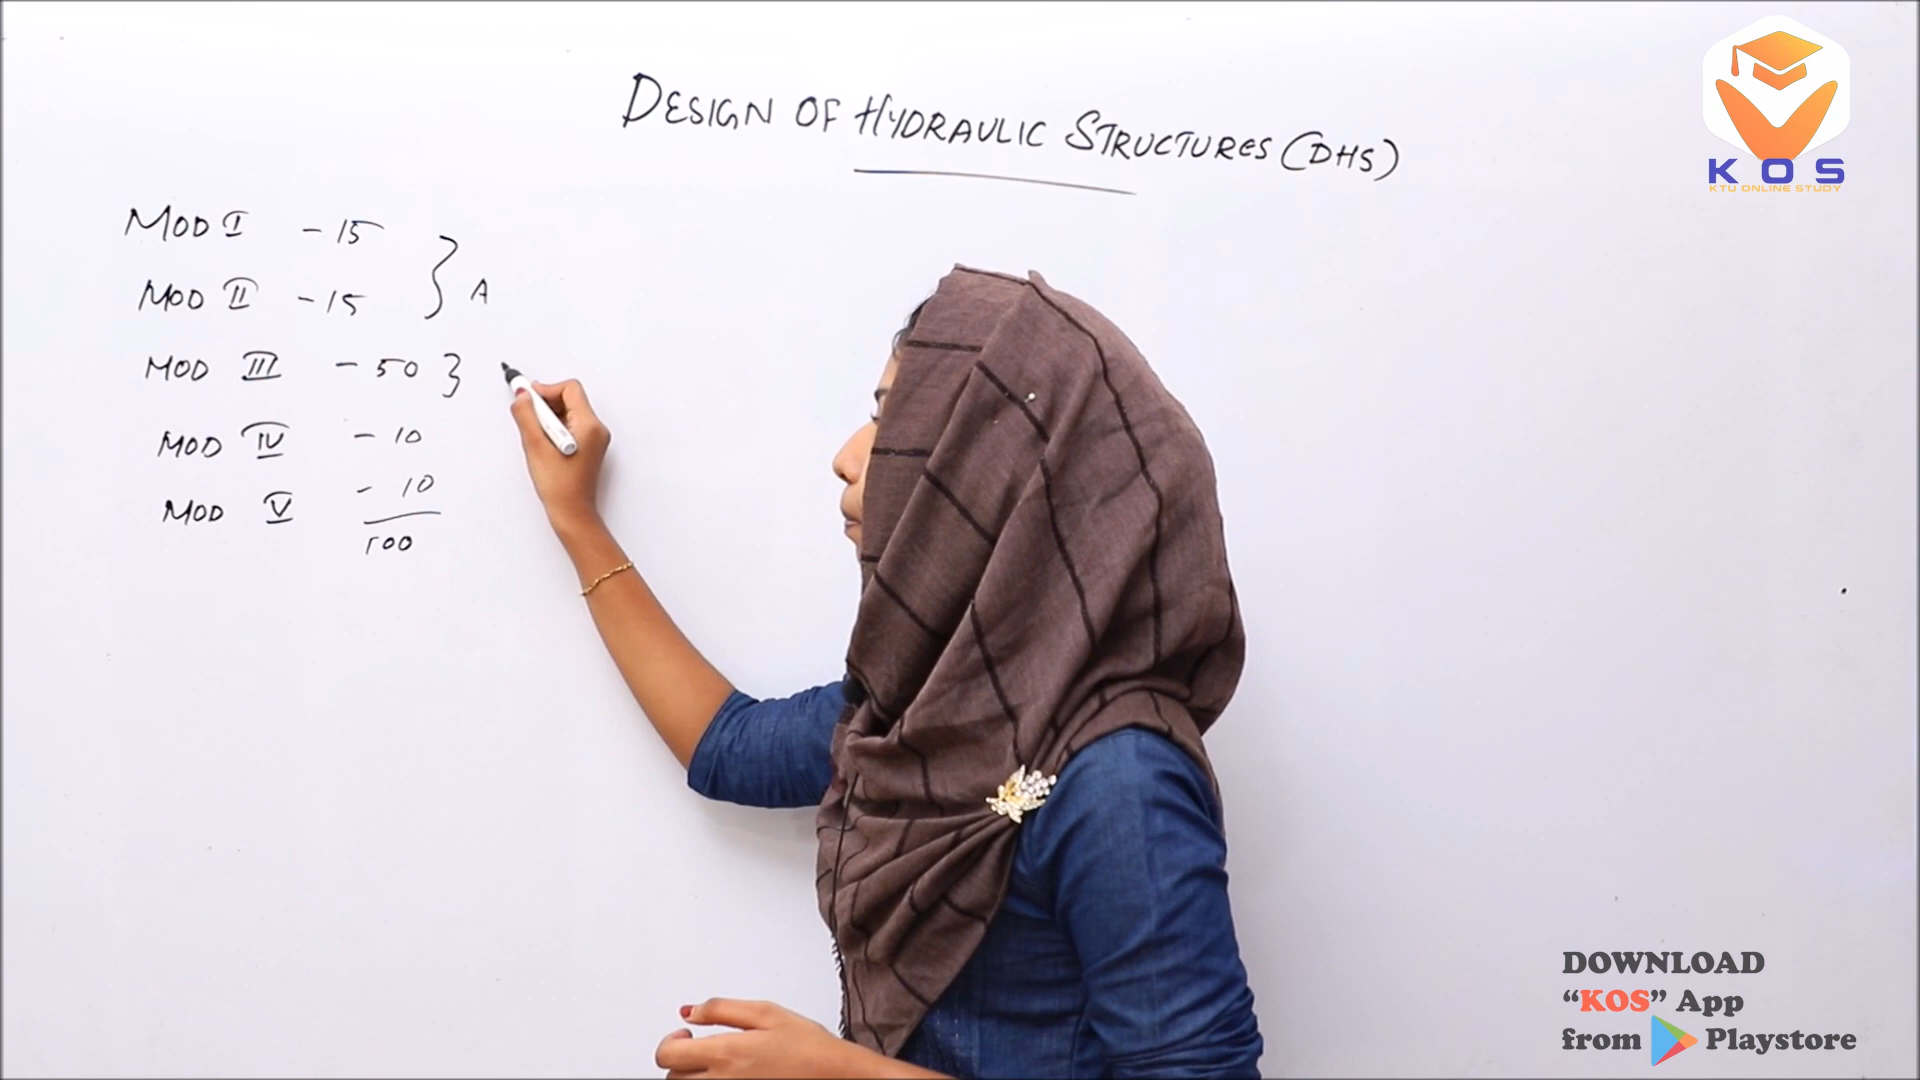 DESIGN OF HYDRAULIC STRUCTURES (DHS)
MOD I - 15
MOD II - 15
} A
MOD III - 50 }
MOD IV - 10
MOD V - 10
100
KOS
KTU ONLINE STUDY
DOWNLOAD
“KOS” App
from Playstore